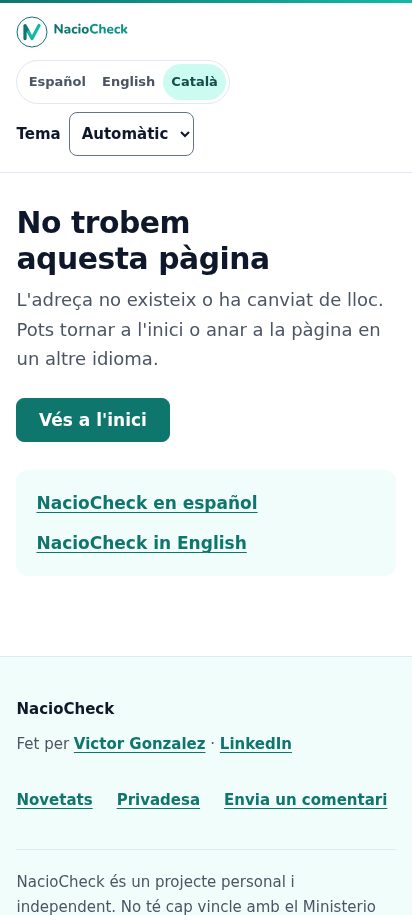 NacioCheck
Español English Català
Tema Automàtic
No trobem
aquesta pàgina
L'adreça no existeix o ha canviat de lloc.
Pots tornar a l'inici o anar a la pàgina en
un altre idioma.
Vés a l'inici
NacioCheck en español
NacioCheck in English
NacioCheck
Fet per Victor Gonzalez · LinkedIn
Novetats Privadesa Envia un comentari
NacioCheck és un projecte personal i
independent. No té cap vincle amb el Ministerio